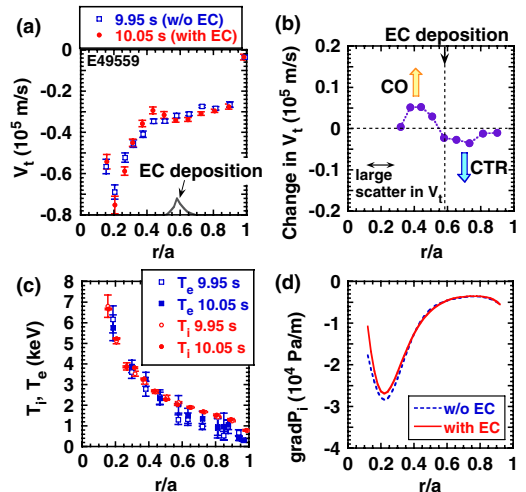 (a)
9.95 s (w/o EC)
10.05 s (with EC)
E49559
V_t (10^5 m/s)
0
-0.2
-0.4
-0.6
-0.8
EC deposition
0 0.2 0.4 0.6 0.8 1
r/a
EC deposition
(b)
Change in V_t (10^5 m/s)
0.2
0.1
0
-0.1
-0.2
CO
CTR
large
scatter in V_t
0 0.2 0.4 0.6 0.8 1
r/a
(c)
T_e 9.95 s
T_e 10.05 s
T_i 9.95 s
T_i 10.05 s
T_i, T_e (keV)
8
7
6
5
4
3
2
1
0
0 0.2 0.4 0.6 0.8 1
r/a
(d)
gradP_i (10^4 Pa/m)
0
-1
-2
-3
-4
w/o EC
with EC
0 0.2 0.4 0.6 0.8 1
r/a